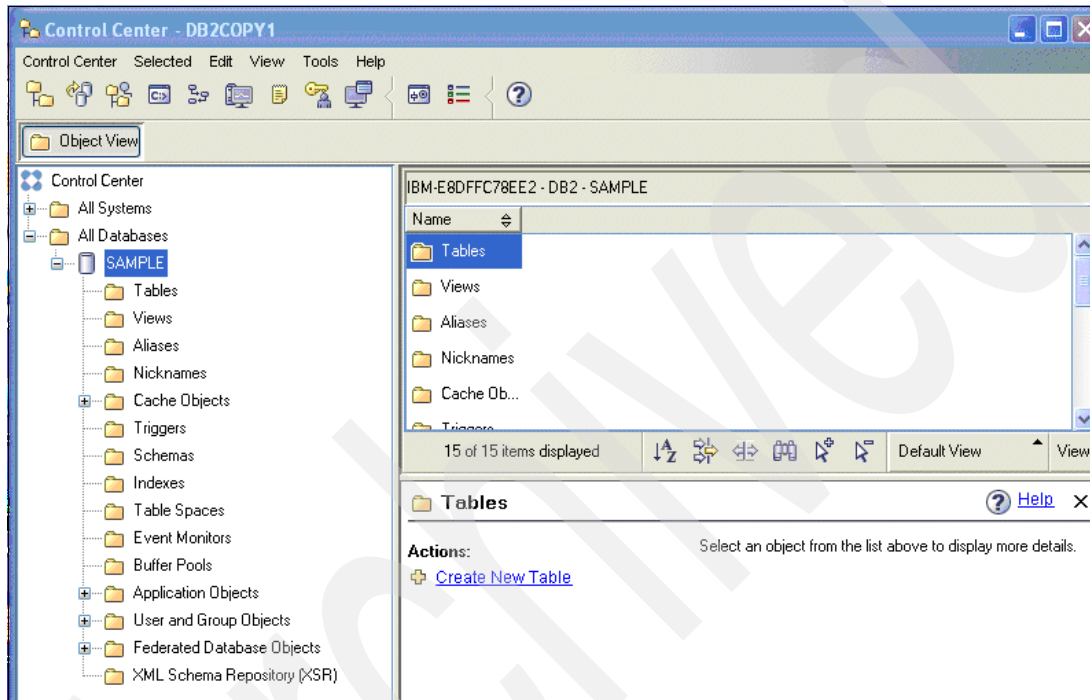 Control Center - DB2COPY1
Control Center Selected Edit View Tools Help
Object View
Control Center
All Systems
All Databases
SAMPLE
Tables
Views
Aliases
Nicknames
Cache Objects
Triggers
Schemas
Indexes
Table Spaces
Event Monitors
Buffer Pools
Application Objects
User and Group Objects
Federated Database Objects
XML Schema Repository (XSR)
IBM-E8DFFC78EE2 - DB2 - SAMPLE
Name
Tables
Views
Aliases
Nicknames
Cache Ob...
Triggers
15 of 15 items displayed Default View View
Tables Help
Actions:
Create New Table
Select an object from the list above to display more details.